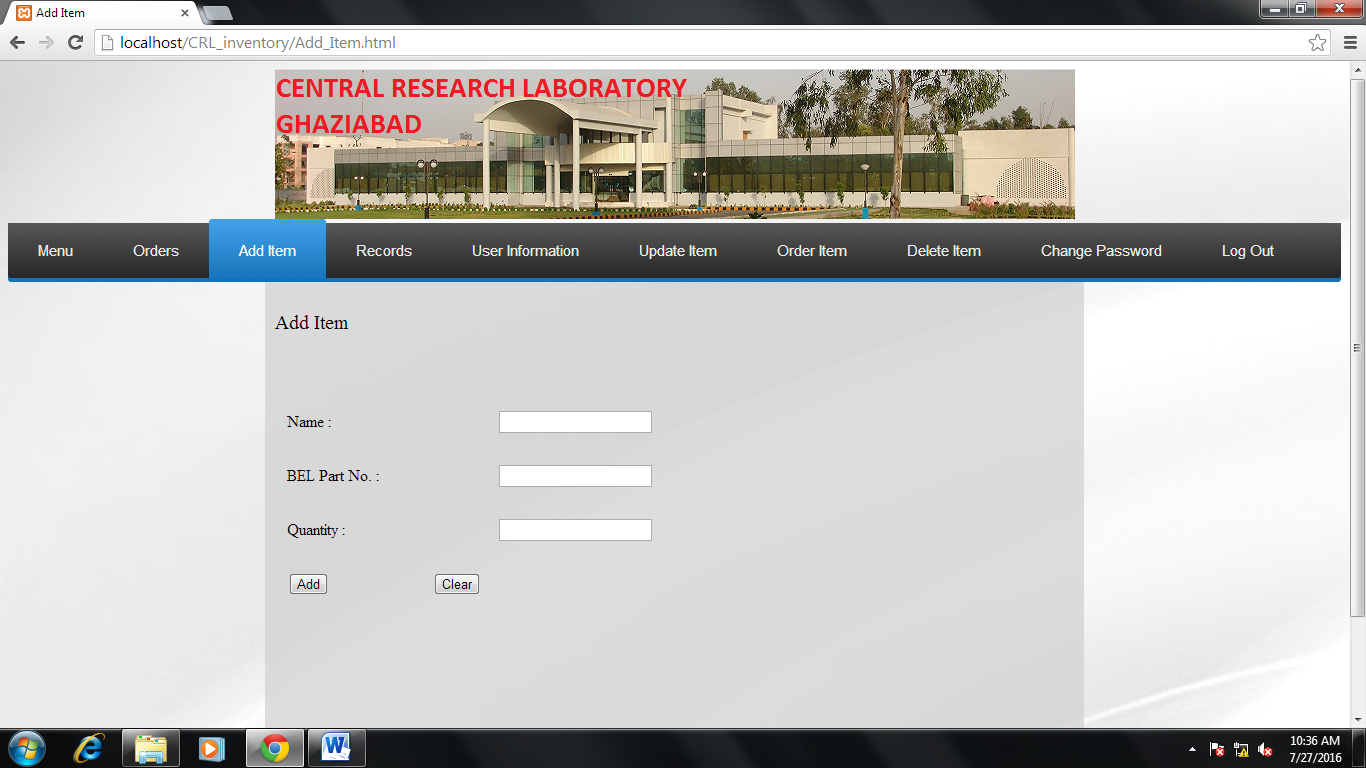 Add Item
localhost/CRL_inventory/Add_Item.html
CENTRAL RESEARCH LABORATORY
GHAZIABAD
Menu Orders Add Item Records User Information Update Item Order Item Delete Item Change Password Log Out
Add Item
Name :
BEL Part No. :
Quantity :
Add Clear
10:36 AM
7/27/2016